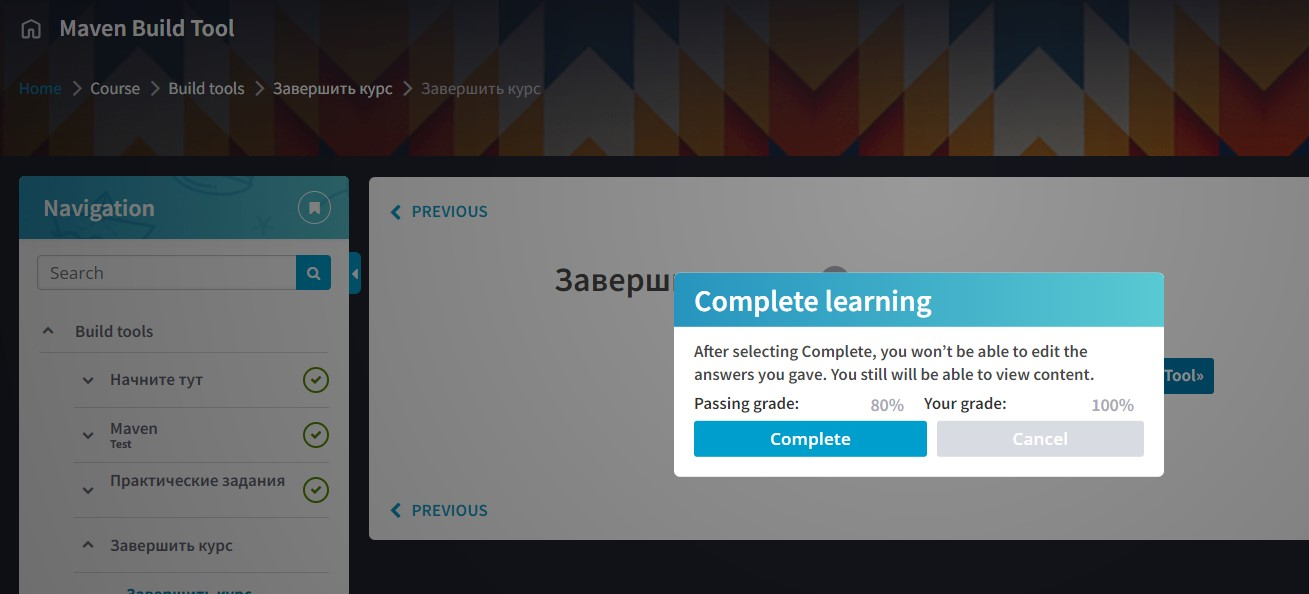 Maven Build Tool
Home > Course > Build tools > Завершить курс > Завершить курс
Navigation
Search
Build tools
Начните тут
Maven
Test
Практические задания
Завершить курс
Завершить курс
PREVIOUS
Complete learning
After selecting Complete, you won’t be able to edit the
answers you gave. You still will be able to view content.
Passing grade: 80% Your grade: 100%
Complete Cancel
Tool»
PREVIOUS